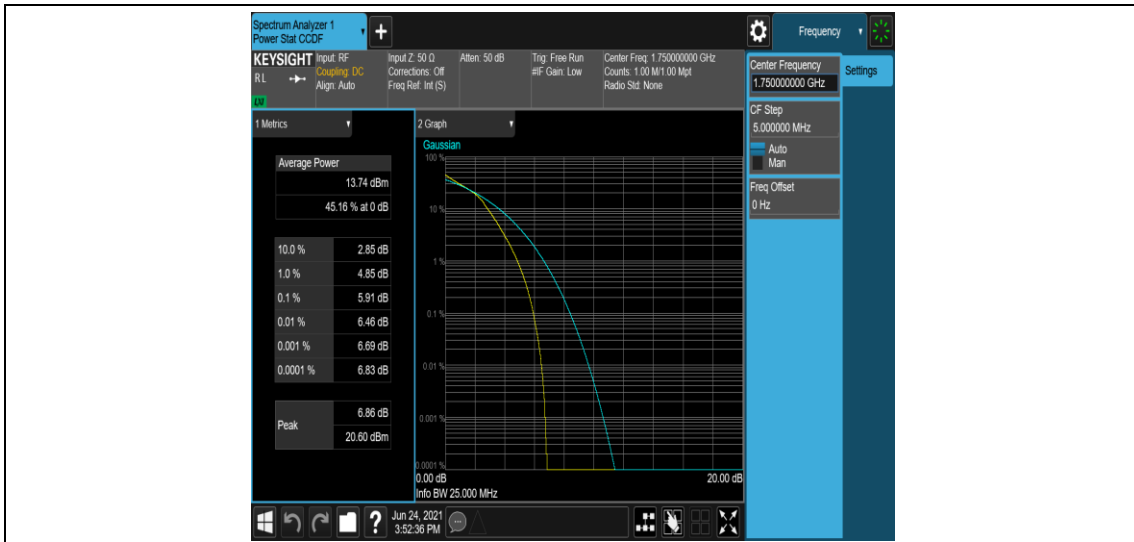 Spectrum Analyzer 1
Power Stat CCDF
Frequency
KEYSIGHT
RL
LXI
Input: RF
Coupling: DC
Align: Auto
Input Z: 50 Ω
Corrections: Off
Freq Ref: Int (S)
Atten: 50 dB
Trig: Free Run
#IF Gain: Low
Center Freq: 1.750000000 GHz
Counts: 1.00 M/1.00 Mpt
Radio Std: None
Center Frequency
1.750000000 GHz
Settings
CF Step
5.000000 MHz
Auto
Man
Freq Offset
0 Hz
1 Metrics
Average Power
13.74 dBm
45.16 % at 0 dB
10.0 % 2.85 dB
1.0 % 4.85 dB
0.1 % 5.91 dB
0.01 % 6.46 dB
0.001 % 6.69 dB
0.0001 % 6.83 dB
Peak
6.86 dB
20.60 dBm
2 Graph
Gaussian
100 %
10 %
1 %
0.1 %
0.01 %
0.001 %
0.0001 %
0.00 dB 20.00 dB
Info BW 25.000 MHz
?
Jun 24, 2021
3:52:36 PM